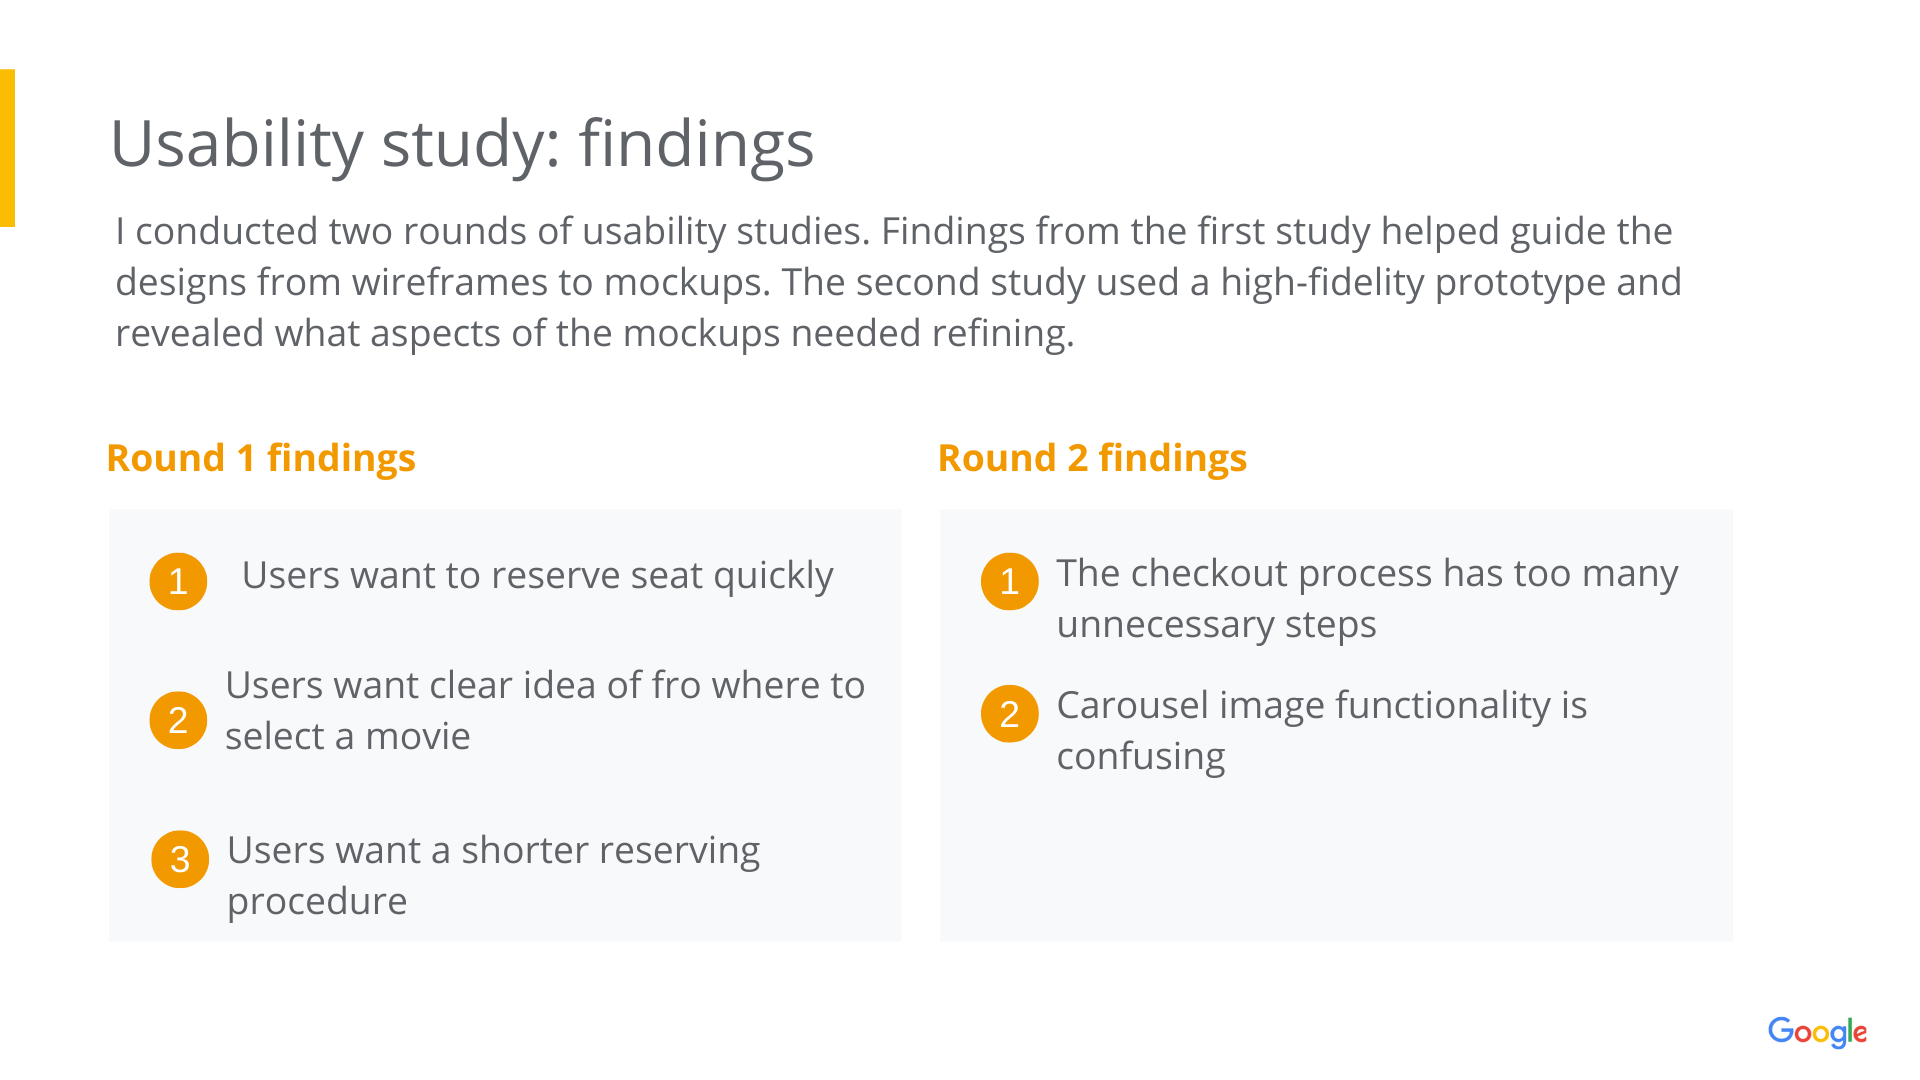 Usability study: findings
I conducted two rounds of usability studies. Findings from the first study helped guide the
designs from wireframes to mockups. The second study used a high-fidelity prototype and
revealed what aspects of the mockups needed refining.
Round 1 findings
1 Users want to reserve seat quickly
2 Users want clear idea of fro where to
select a movie
3 Users want a shorter reserving
procedure
Round 2 findings
1 The checkout process has too many
unnecessary steps
2 Carousel image functionality is
confusing
Google